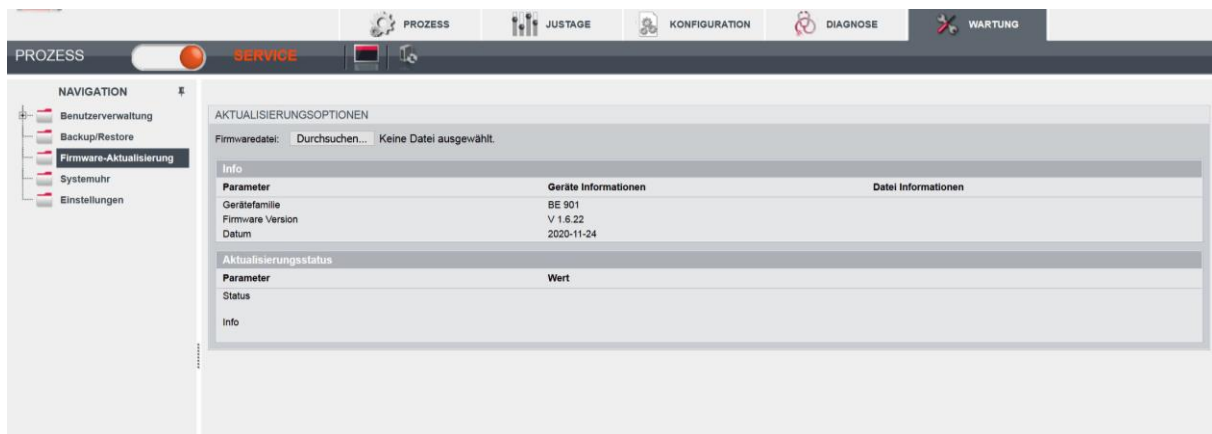 PROZESS JUSTAGE KONFIGURATION DIAGNOSE WARTUNG
PROZESS SERVICE
NAVIGATION
Benutzerverwaltung
Backup/Restore
Firmware-Aktualisierung
Systemuhr
Einstellungen
AKTUALISIERUNGSOPTIONEN
Firmwaredatei: Durchsuchen... Keine Datei ausgewählt.
Info
Parameter Geräte Informationen Datei Informationen
Gerätefamilie BE 901
Firmware Version V 1.6.22
Datum 2020-11-24
Aktualisierungsstatus
Parameter Wert
Status
Info